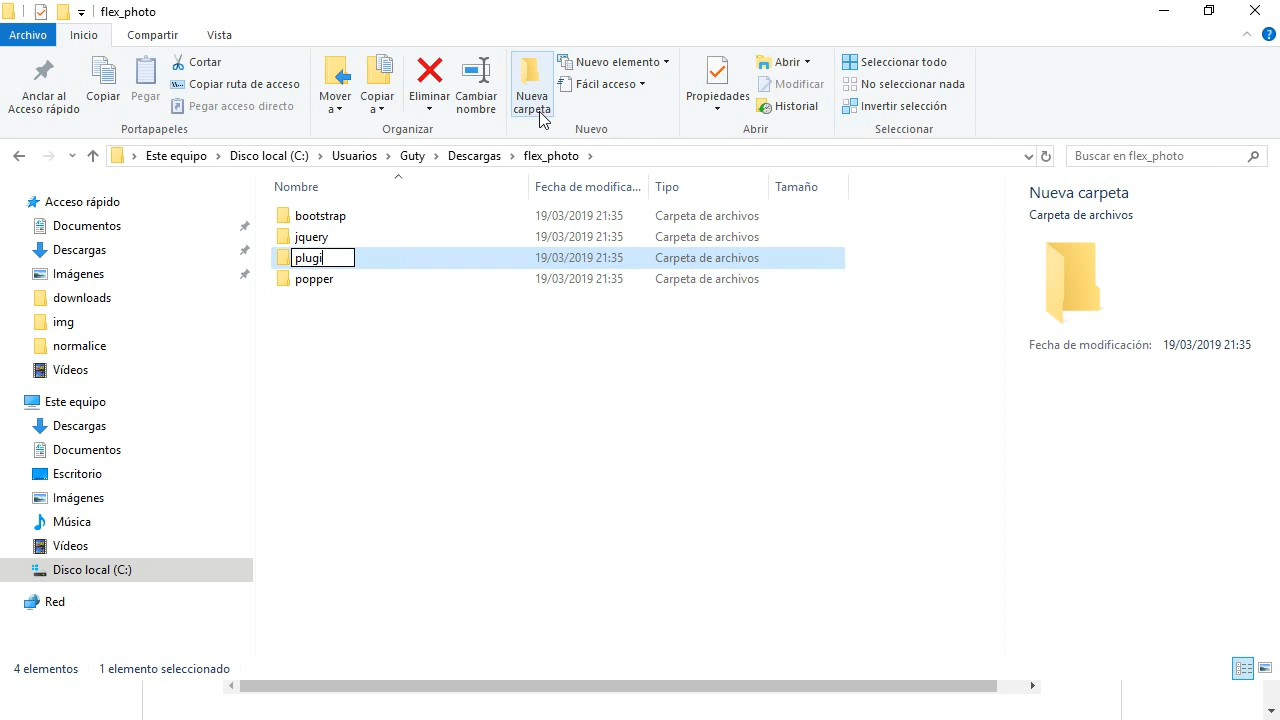 flex_photo
Archivo Inicio Compartir Vista
Anclar al Acceso rápido
Copiar
Pegar
Cortar
Copiar ruta de acceso
Pegar acceso directo
Portapapeles
Mover a
Copiar a
Eliminar
Cambiar nombre
Organizar
Nueva carpeta
Nuevo elemento
Fácil acceso
Nuevo
Propiedades
Abrir
Modificar
Historial
Abrir
Seleccionar todo
No seleccionar nada
Invertir selección
Seleccionar
Este equipo > Disco local (C:) > Usuarios > Guty > Descargas > flex_photo >
Buscar en flex_photo
Acceso rápido
Documentos
Descargas
Imágenes
downloads
img
normalice
Vídeos
Este equipo
Descargas
Documentos
Escritorio
Imágenes
Música
Vídeos
Disco local (C:)
Red
Nombre Fecha de modifica... Tipo Tamaño
bootstrap 19/03/2019 21:35 Carpeta de archivos
jquery 19/03/2019 21:35 Carpeta de archivos
plugi 19/03/2019 21:35 Carpeta de archivos
popper 19/03/2019 21:35 Carpeta de archivos
Nueva carpeta
Carpeta de archivos
Fecha de modificación: 19/03/2019 21:35
4 elementos 1 elemento seleccionado